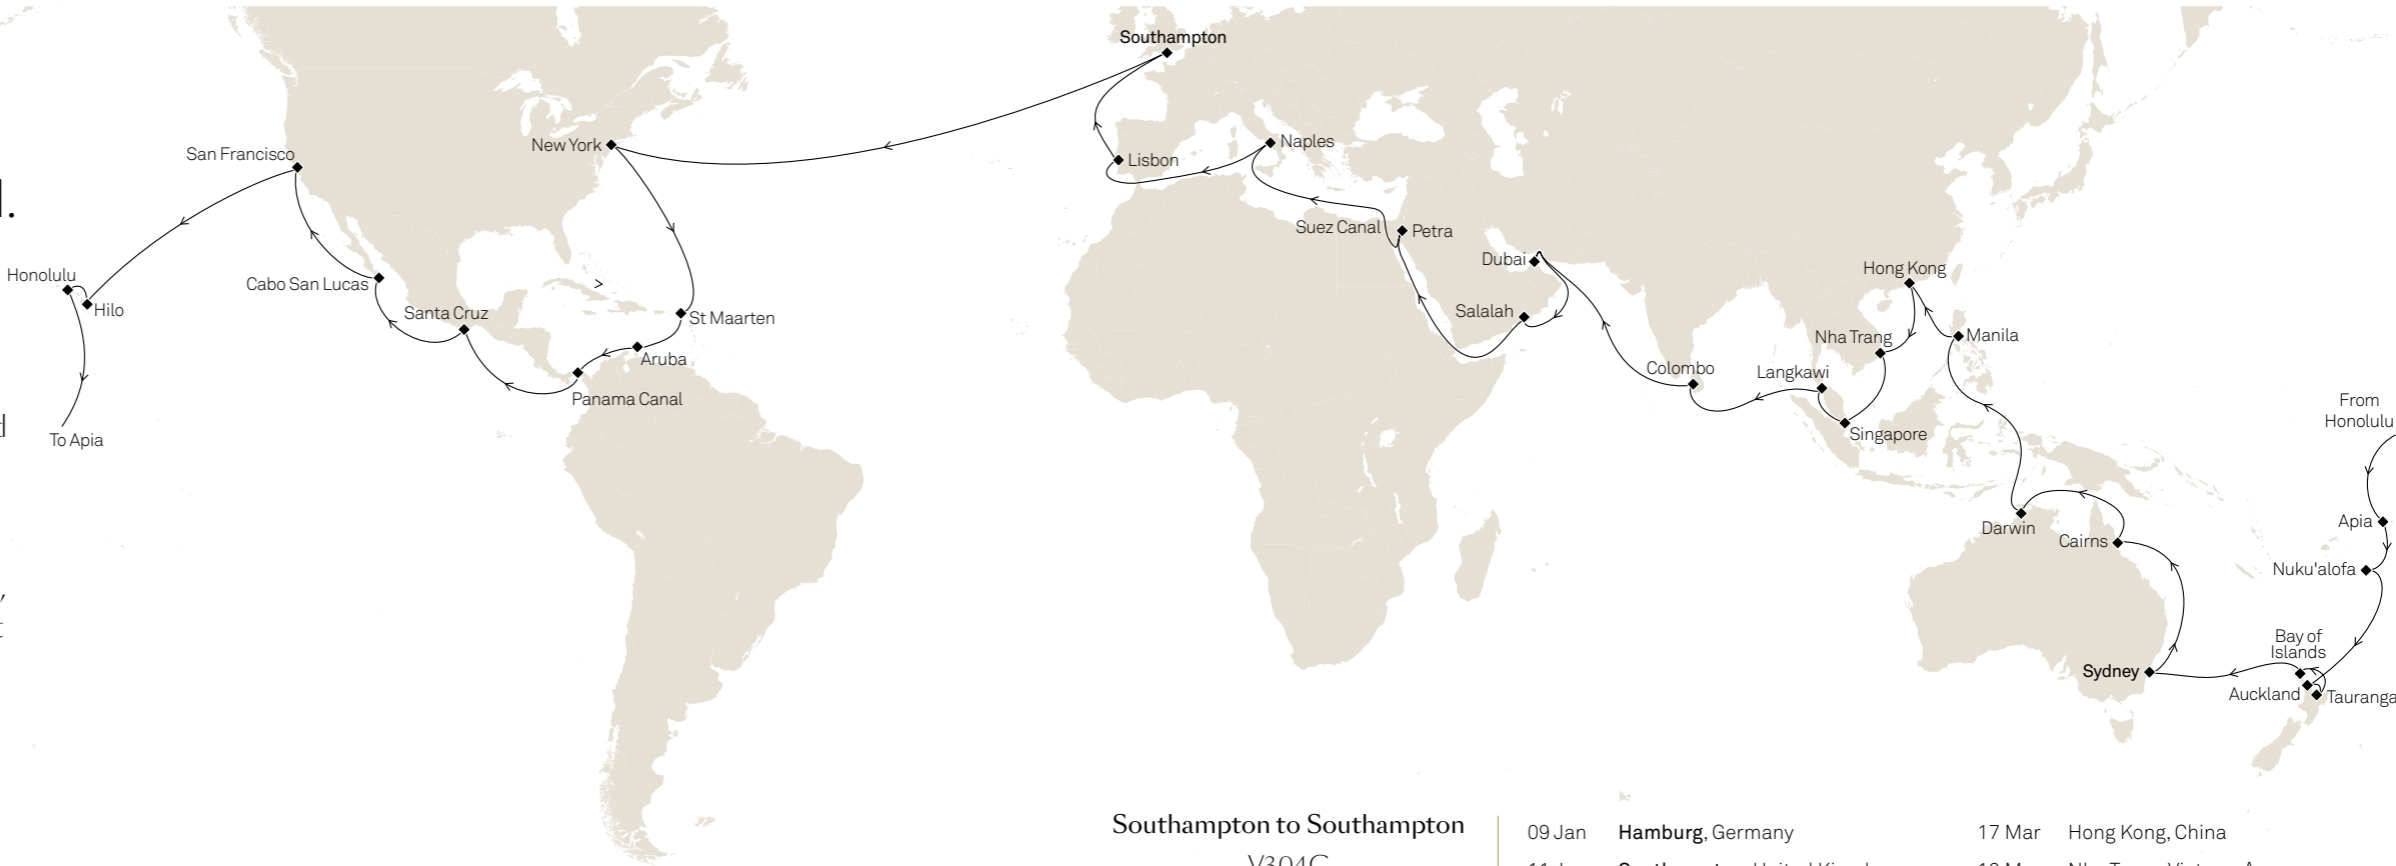 Southampton
New York
San Francisco
Naples
Lisbon
Suez Canal
Petra
Dubai
Hong Kong
Honolulu
Hilo
Cabo San Lucas
Santa Cruz
St Maarten
Salalah
Nha Trang
Manila
Aruba
Panama Canal
Colombo
Langkawi
Singapore
To Apia
From
Honolulu
Apia
Darwin
Cairns
Nuku'alofa
Bay of
Islands
Sydney
Auckland
Tauranga
Southampton to Southampton
09 Jan Hamburg, Germany
17 Mar Hong Kong, China